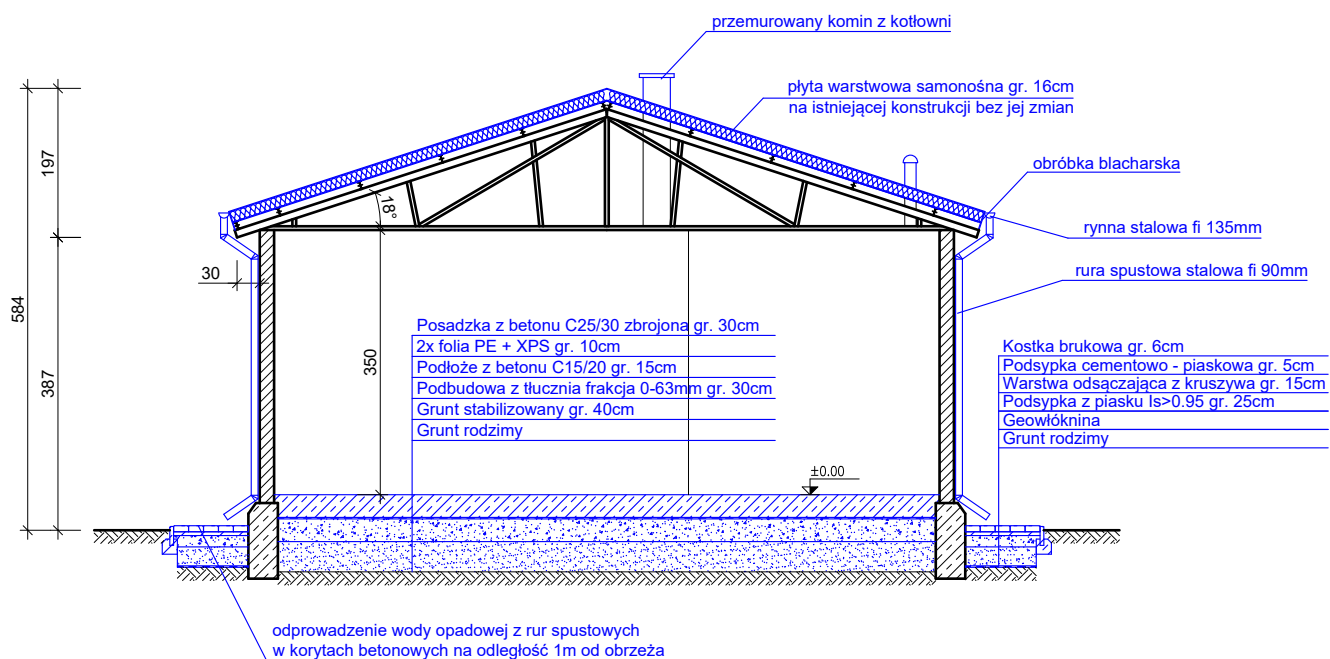 przemurowany komin z kotłowni
płyta warstwowa samonośna gr. 16cm
na istniejącej konstrukcji bez jej zmian
obróbka blacharska
rynna stalowa fi 135mm
rura spustowa stalowa fi 90mm
197
584
387
30
18°
350
Posadzka z betonu C25/30 zbrojona gr. 30cm
2x folia PE + XPS gr. 10cm
Podłoże z betonu C15/20 gr. 15cm
Podbudowa z tłucznia frakcja 0-63mm gr. 30cm
Grunt stabilizowany gr. 40cm
Grunt rodzimy
Kostka brukowa gr. 6cm
Podsypka cementowo - piaskowa gr. 5cm
Warstwa odsączająca z kruszywa gr. 15cm
Podsypka z piasku Is>0.95 gr. 25cm
Geowłóknina
Grunt rodzimy
±0.00
odprowadzenie wody opadowej z rur spustowych
w korytach betonowych na odległość 1m od obrzeża